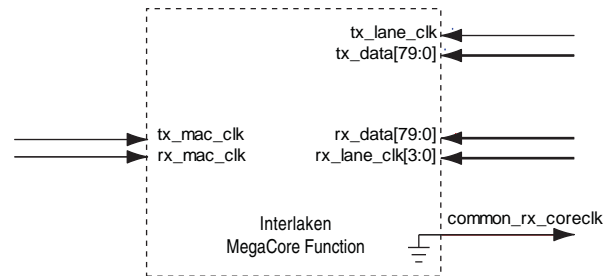 tx_lane_clk
tx_data[79:0]
tx_mac_clk
rx_data[79:0]
rx_mac_clk
rx_lane_clk[3:0]
common_rx_coreclk
Interlaken
MegaCore Function